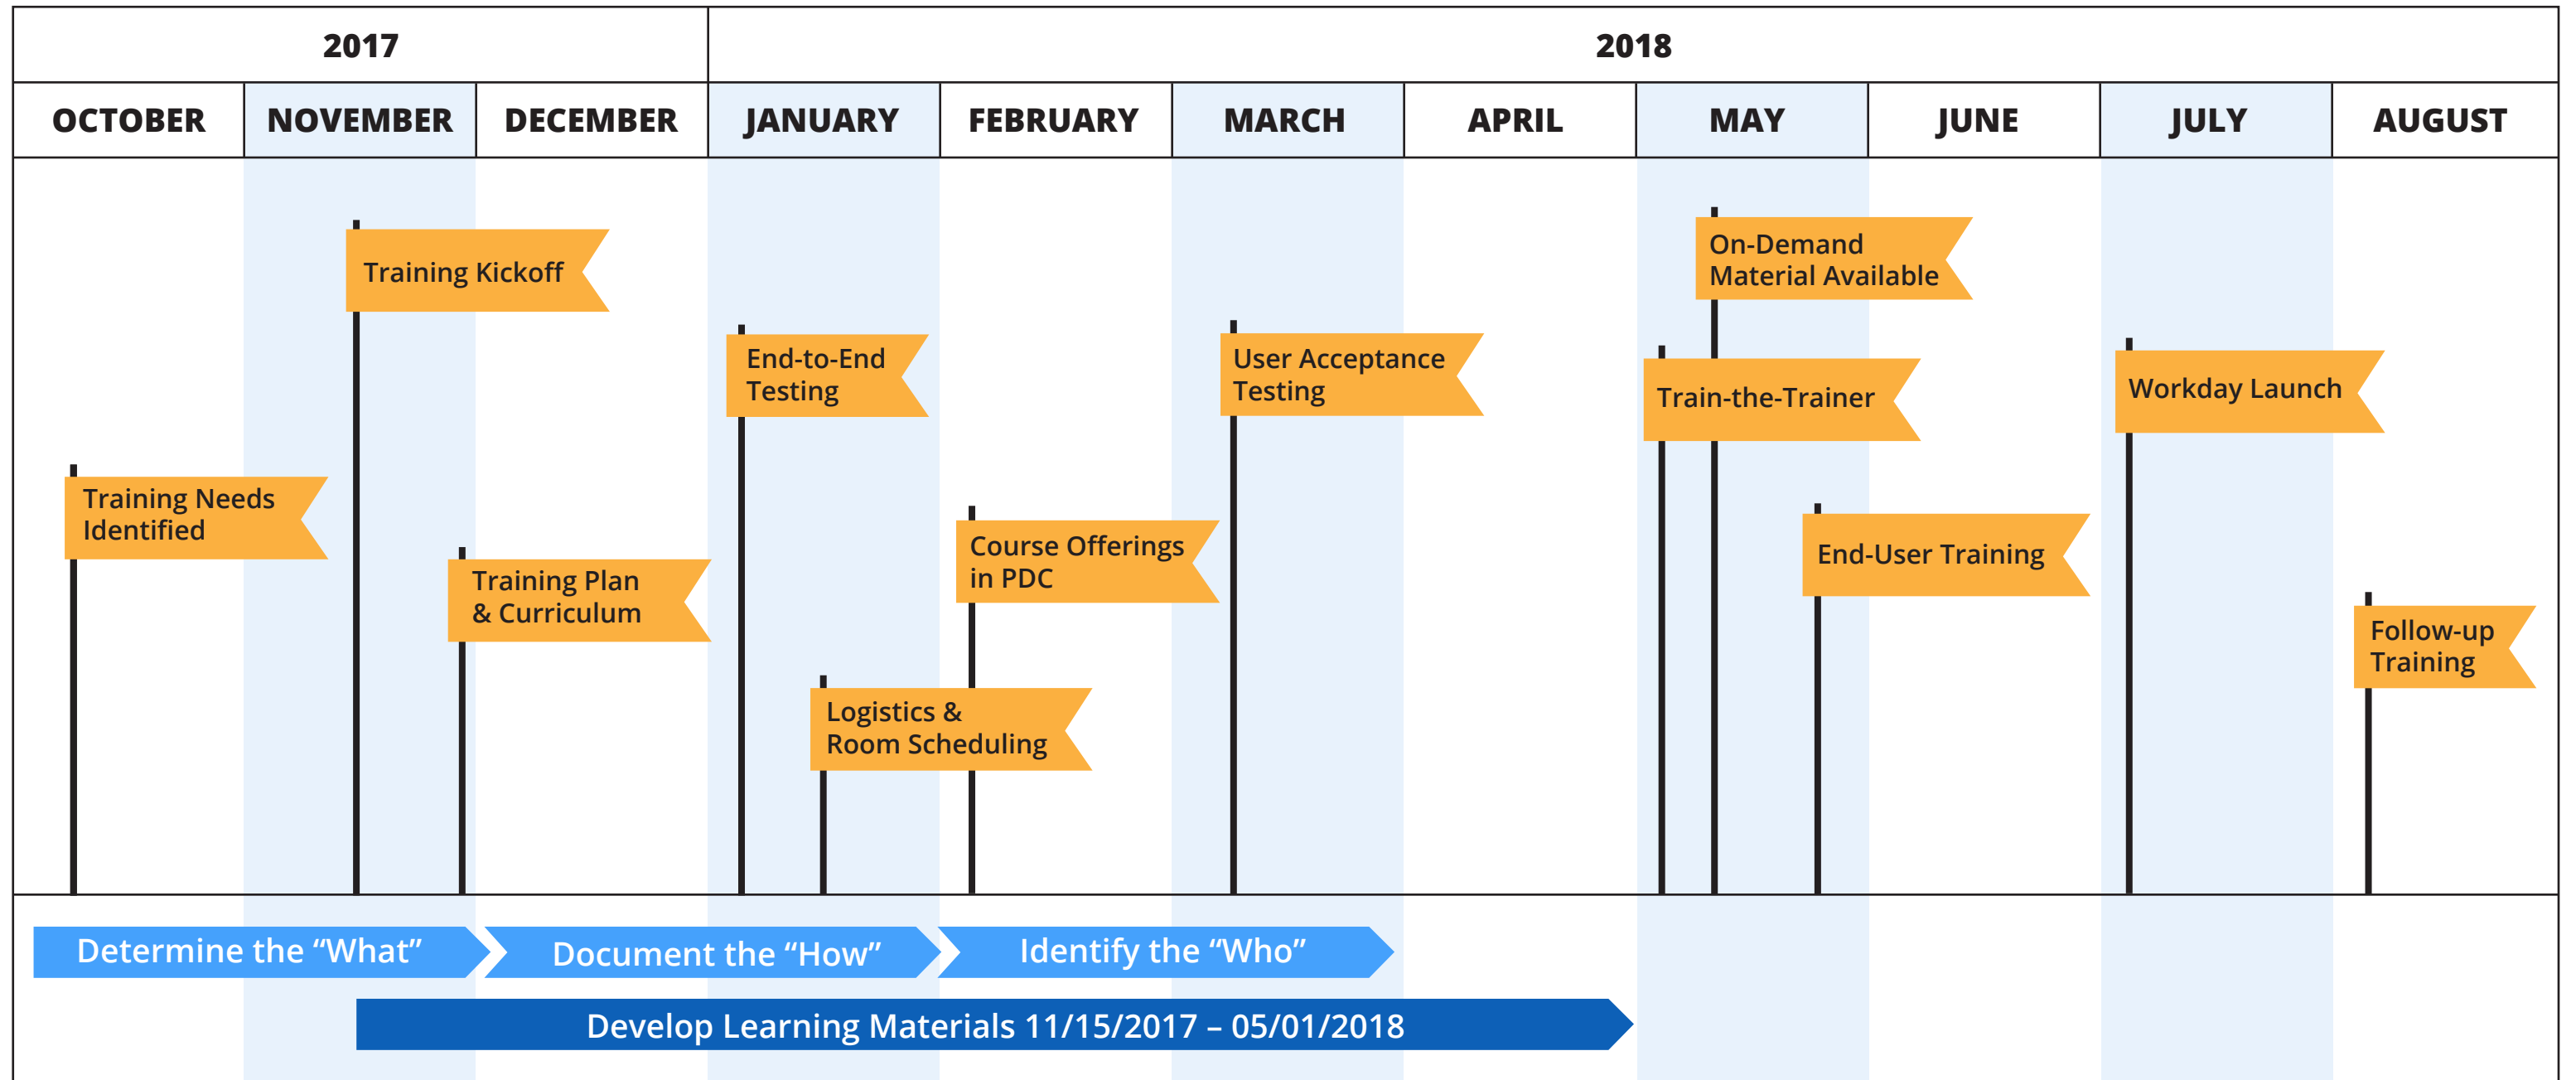 2017
2018
OCTOBER
NOVEMBER
DECEMBER
JANUARY
FEBRUARY
MARCH
APRIL
MAY
JUNE
JULY
AUGUST
Training Needs
Identified
Training Kickoff
Training Plan
& Curriculum
End-to-End
Testing
Logistics &
Room Scheduling
Course Offerings
in PDC
User Acceptance
Testing
Train-the-Trainer
On-Demand
Material Available
End-User Training
Workday Launch
Follow-up
Training
Determine the “What”
Document the “How”
Identify the “Who”
Develop Learning Materials 11/15/2017 – 05/01/2018